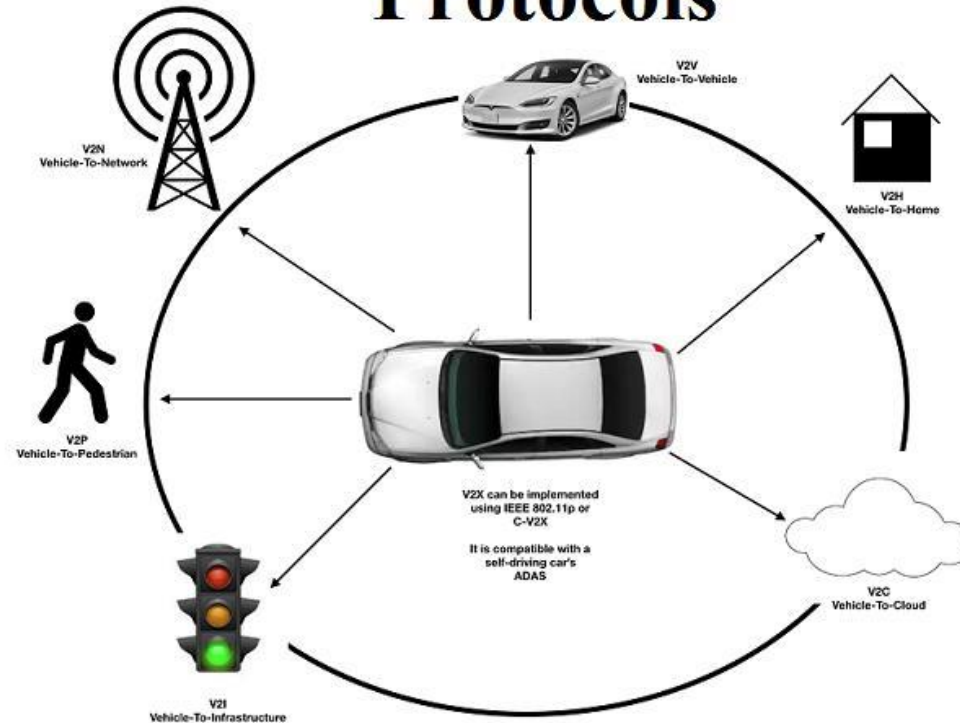 Protocols
V2V
Vehicle-To-Vehicle
V2N
Vehicle-To-Network
V2H
Vehicle-To-Home
V2P
Vehicle-To-Pedestrian
V2X can be implemented
using IEEE 802.11p or
C-V2X
It is compatible with a
self-driving car's
ADAS
V2C
Vehicle-To-Cloud
V2I
Vehicle-To-Infrastructure